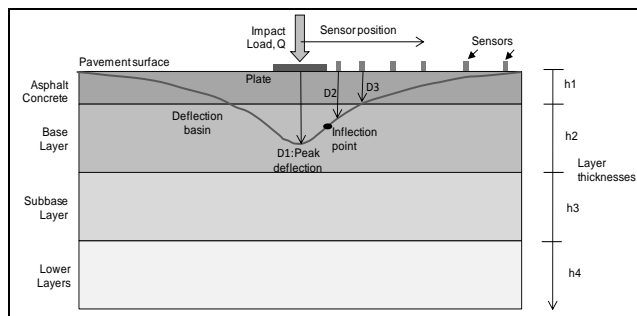 Impact
Load, Q
Sensor position
Sensors
Pavement surface
Plate
Asphalt
Concrete
D2
D3
h1
Deflection
basin
Base
Layer
Inflection
point
D1:Peak
deflection
h2
Layer
thicknesses
Subbase
Layer
h3
Lower
Layers
h4